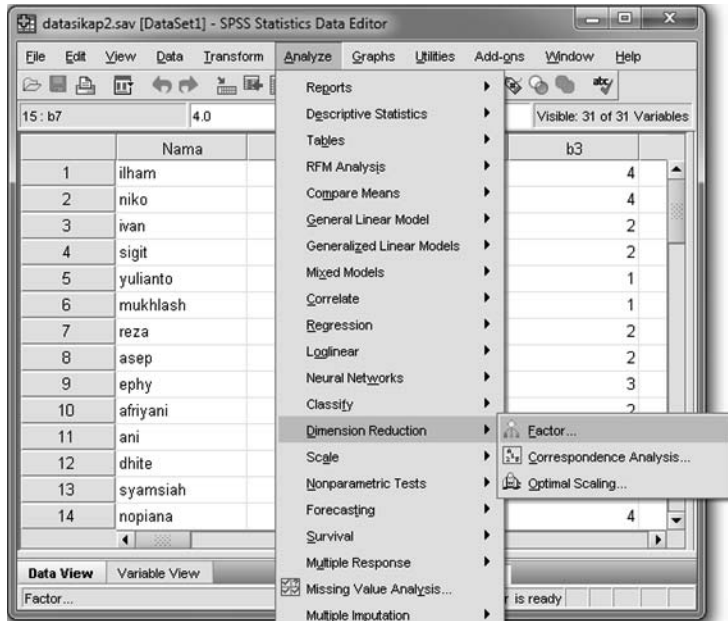 datasikap2.sav [DataSet1] - SPSS Statistics Data Editor
File Edit View Data Transform Analyze Graphs Utilities Add-ons Window Help
15 : b7 4.0 Visible: 31 of 31 Variables
Nama b3
1 ilham 4
2 niko 4
3 ivan 2
4 sigit 2
5 yulianto 1
6 mukhlash 1
7 reza 2
8 asep 2
9 ephy 3
10 afriyani 2
11 ani
12 dhite
13 syamsiah
14 nopiana 4
Reports
Descriptive Statistics
Tables
RFM Analysis
Compare Means
General Linear Model
Generalized Linear Models
Mixed Models
Correlate
Regression
Loglinear
Neural Networks
Classify
Dimension Reduction
Scale
Nonparametric Tests
Forecasting
Survival
Multiple Response
Missing Value Analysis...
Multiple Imputation
Factor...
Correspondence Analysis...
Optimal Scaling...
Data View Variable View
Factor... r is ready